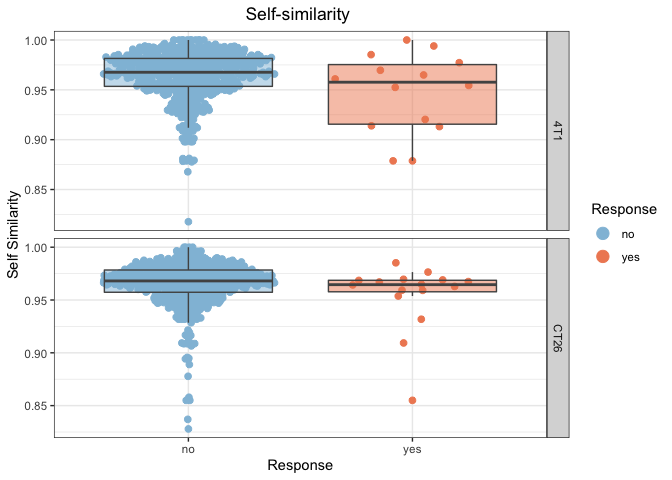 Self-similarity
1.00
0.95
0.90
0.85
4T1
1.00
0.95
0.90
0.85
CT26
Self Similarity
no
yes
Response
Response
no
yes